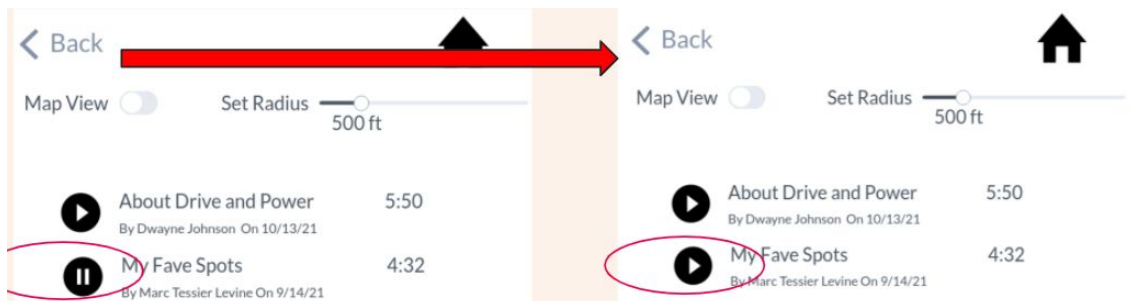 Back
Map View Set Radius
500 ft
About Drive and Power 5:50
By Dwayne Johnson On 10/13/21
My Fave Spots 4:32
By Marc Tessier Levine On 9/14/21
Back
Map View Set Radius
500 ft
About Drive and Power 5:50
By Dwayne Johnson On 10/13/21
My Fave Spots 4:32
By Marc Tessier Levine On 9/14/21